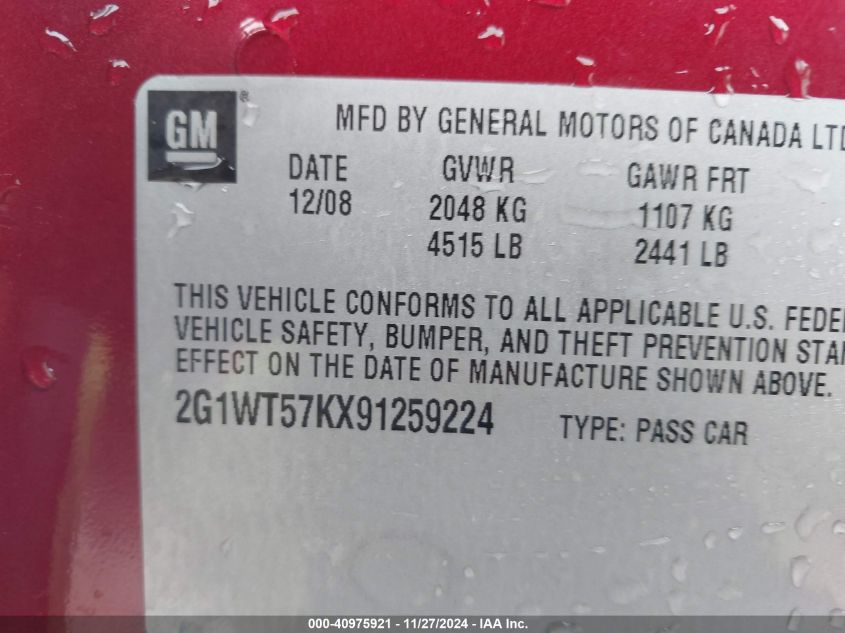 GM ®
MFD BY GENERAL MOTORS OF CANADA LTD
DATE GVWR GAWR FRT
12/08 2048 KG 1107 KG
4515 LB 2441 LB
THIS VEHICLE CONFORMS TO ALL APPLICABLE U.S. FEDE
VEHICLE SAFETY, BUMPER, AND THEFT PREVENTION STA
EFFECT ON THE DATE OF MANUFACTURE SHOWN ABOVE.
2G1WT57KX91259224 TYPE: PASS CAR
000-40975921 - 11/27/2024 - IAA Inc.